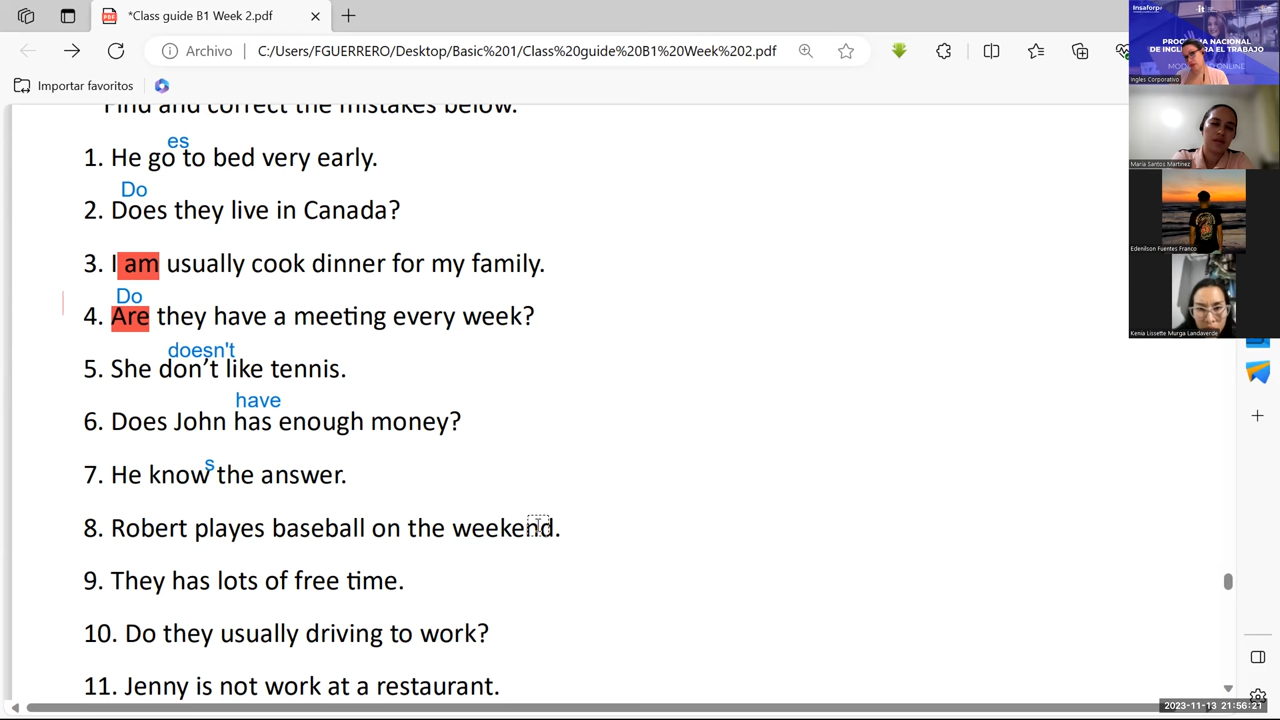 *Class guide B1 Week 2.pdf
Archivo
C:/Users/FGUERRERO/Desktop/Basic%201/Class%20guide%20B1%20Week%202.pdf
Importar favoritos
Find and correct the mistakes below.
es
1. He go to bed very early.
Do
2. Does they live in Canada?
3. I am usually cook dinner for my family.
Do
4. Are they have a meeting every week?
doesn't
5. She don't like tennis.
have
6. Does John has enough money?
s
7. He know the answer.
8. Robert playes baseball on the weekend.
9. They has lots of free time.
10. Do they usually driving to work?
11. Jenny is not work at a restaurant.
Insaforp
Ingles Corporativo
Maria Santos Martinez
Edenilson Fuentes Franco
Kenia Lissette Murga Landaverde
2023-11-13 21:56:21